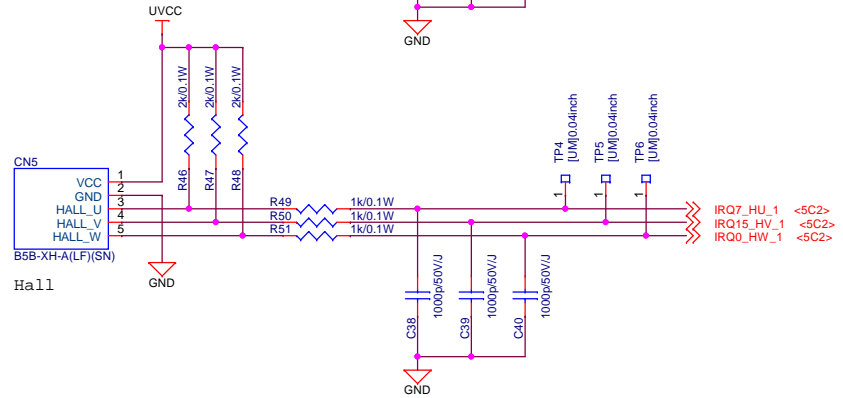 UVCC
GND
2k/0.1W
2k/0.1W
2k/0.1W
R46
R47
R48
TP4
[UM]0.04inch
TP5
[UM]0.04inch
TP6
[UM]0.04inch
1
1
1
CN5
VCC 1
GND 2
HALL_U 3
HALL_V 4
HALL_W 5
B5B-XH-A(LF)(SN)
Hall
GND
R49 1k/0.1W
R50 1k/0.1W
R51 1k/0.1W
IRQ7_HU_1 <5C2>
IRQ15_HV_1 <5C2>
IRQ0_HW_1 <5C2>
C38
1000p/50V/J
C39
1000p/50V/J
C40
1000p/50V/J
GND